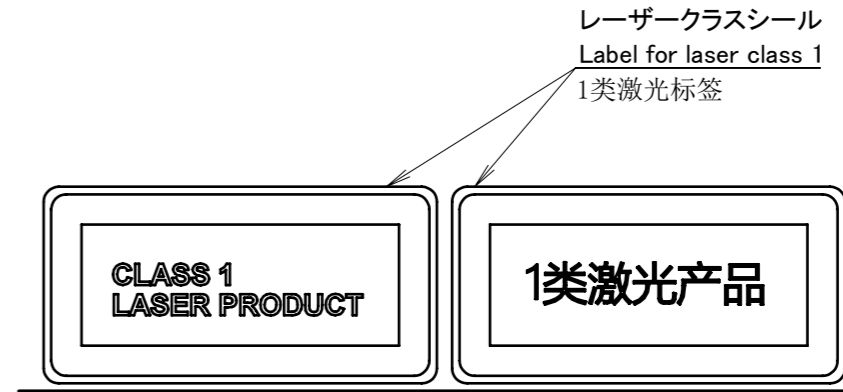 レーザークラスシール
Label for laser class 1
1类激光标签
CLASS 1
LASER PRODUCT
1类激光产品